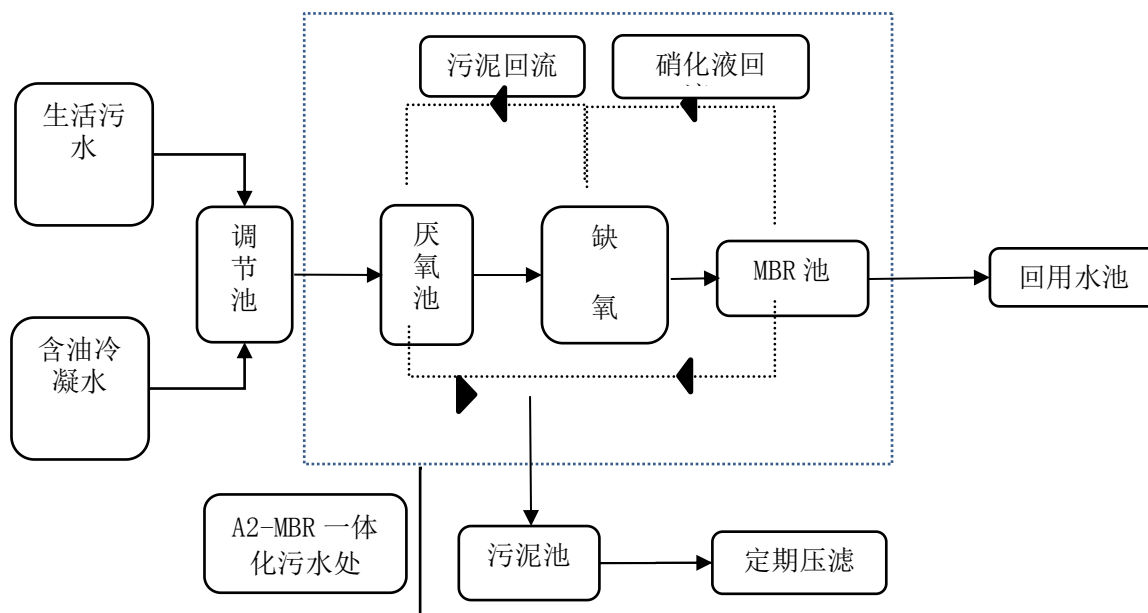 污泥回流
硝化液回
生活污
水
调
节
池
厌
氧
池
缺
氧
MBR 池
回用水池
含油冷
凝水
A2-MBR 一体
化污水处
污泥池
定期压滤